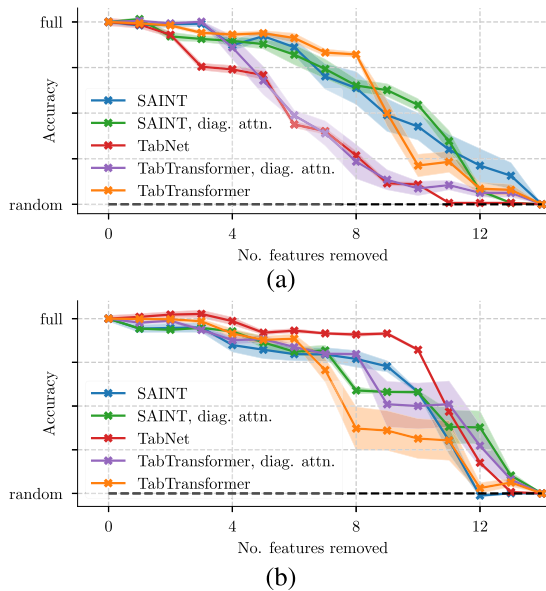 full
Accuracy
SAINT
SAINT, diag. attn.
TabNet
TabTransformer, diag. attn.
TabTransformer
random
0 4 8 12
No. features removed
(a)
full
Accuracy
SAINT
SAINT, diag. attn.
TabNet
TabTransformer, diag. attn.
TabTransformer
random
0 4 8 12
No. features removed
(b)